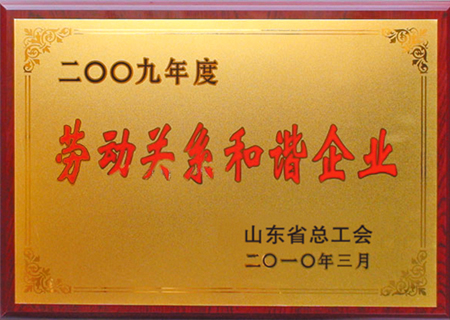 二〇〇九年度
劳动关系和谐企业
山东省总工会
二〇一〇年三月